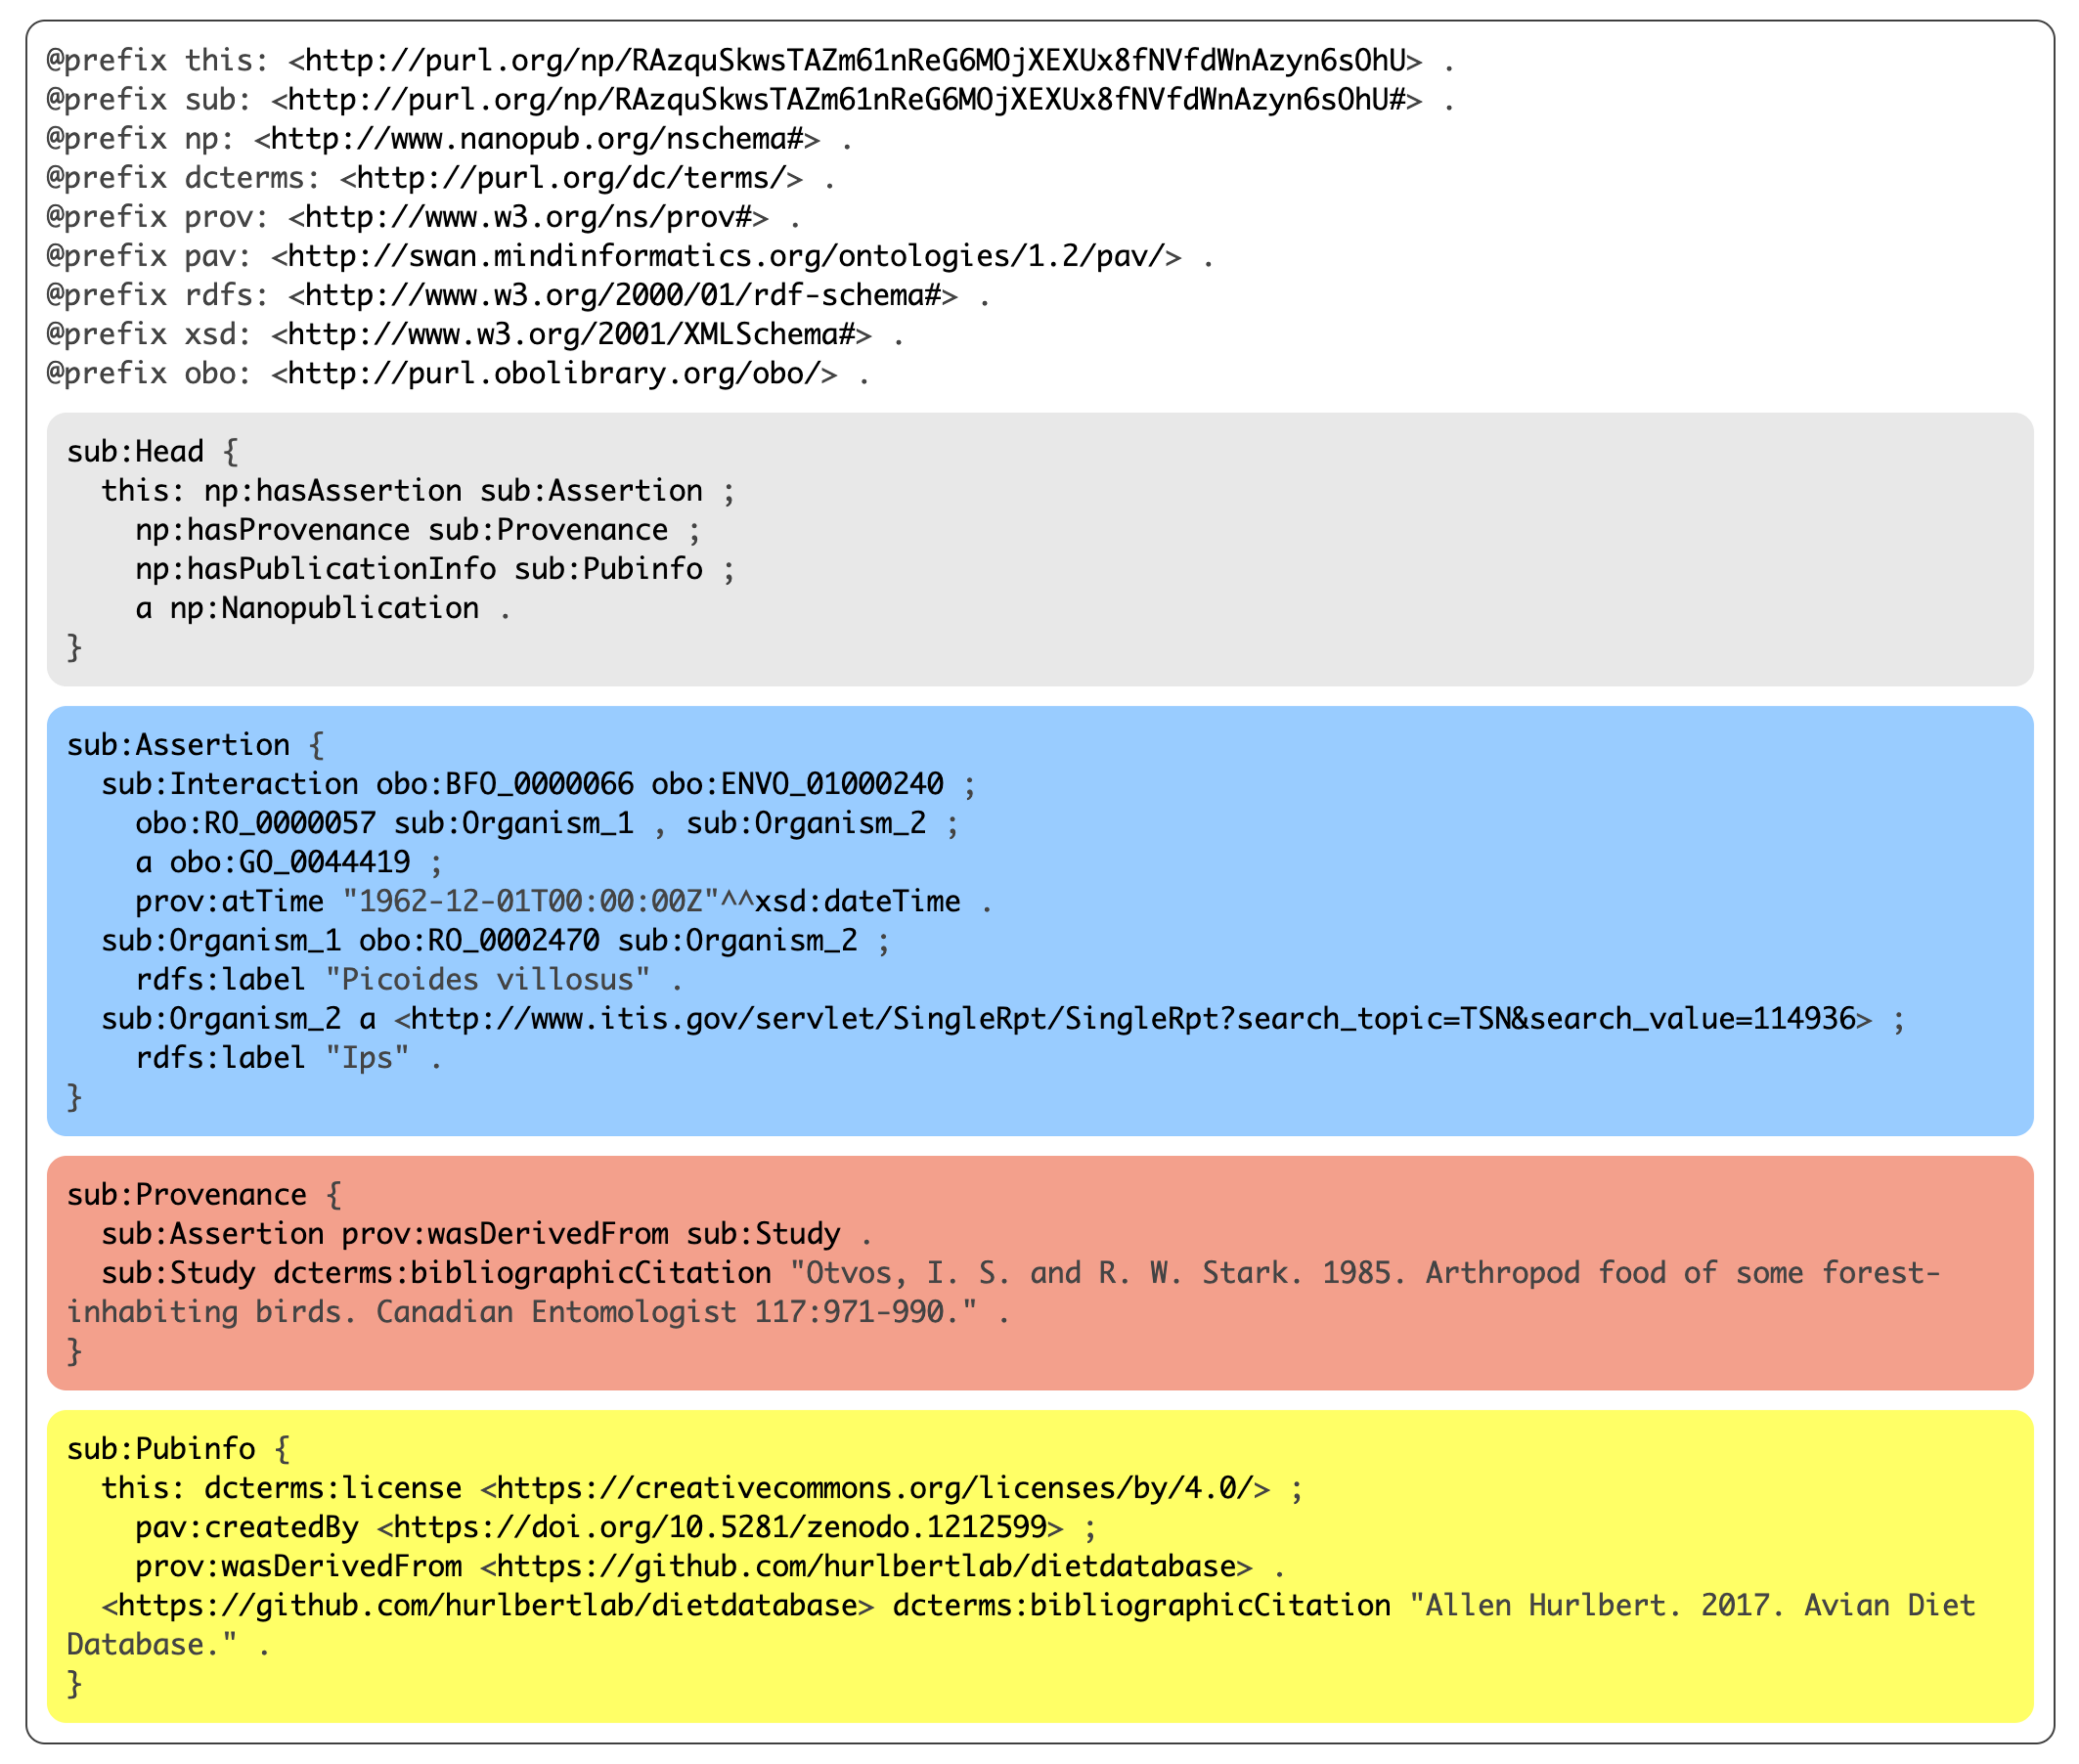 @prefix this: <http://purl.org/np/RAzquSkwsTAZm61nReG6MOjXEXUx8fNVfdWnAzyn6sOhU> .
@prefix sub: <http://purl.org/np/RAzquSkwsTAZm61nReG6MOjXEXUx8fNVfdWnAzyn6sOhU#> .
@prefix np: <http://www.nanopub.org/nschema#> .
@prefix dcterms: <http://purl.org/dc/terms/> .
@prefix prov: <http://www.w3.org/ns/prov#> .
@prefix pav: <http://swan.mindinformatics.org/ontologies/1.2/pav/> .
@prefix rdfs: <http://www.w3.org/2000/01/rdf-schema#> .
@prefix xsd: <http://www.w3.org/2001/XMLSchema#> .
@prefix obo: <http://purl.obolibrary.org/obo/> .
sub:Head {
  this: np:hasAssertion sub:Assertion ;
    np:hasProvenance sub:Provenance ;
    np:hasPublicationInfo sub:Pubinfo ;
    a np:Nanopublication .
}
sub:Assertion {
  sub:Interaction obo:BFO_0000066 obo:ENVO_01000240 ;
    obo:RO_0000057 sub:Organism_1 , sub:Organism_2 ;
    a obo:GO_0044419 ;
    prov:atTime "1962-12-01T00:00:00Z"^^xsd:dateTime .
  sub:Organism_1 obo:RO_0002470 sub:Organism_2 ;
    rdfs:label "Picoides villosus" .
  sub:Organism_2 a <http://www.itis.gov/servlet/SingleRpt/SingleRpt?search_topic=TSN&search_value=114936> ;
    rdfs:label "Ips" .
}
sub:Provenance {
  sub:Assertion prov:wasDerivedFrom sub:Study .
  sub:Study dcterms:bibliographicCitation "Otvos, I. S. and R. W. Stark. 1985. Arthropod food of some forest-
inhabiting birds. Canadian Entomologist 117:971-990." .
}
sub:Pubinfo {
  this: dcterms:license <https://creativecommons.org/licenses/by/4.0/> ;
    pav:createdBy <https://doi.org/10.5281/zenodo.1212599> ;
    prov:wasDerivedFrom <https://github.com/hurlbertlab/dietdatabase> .
  <https://github.com/hurlbertlab/dietdatabase> dcterms:bibliographicCitation "Allen Hurlbert. 2017. Avian Diet
Database." .
}